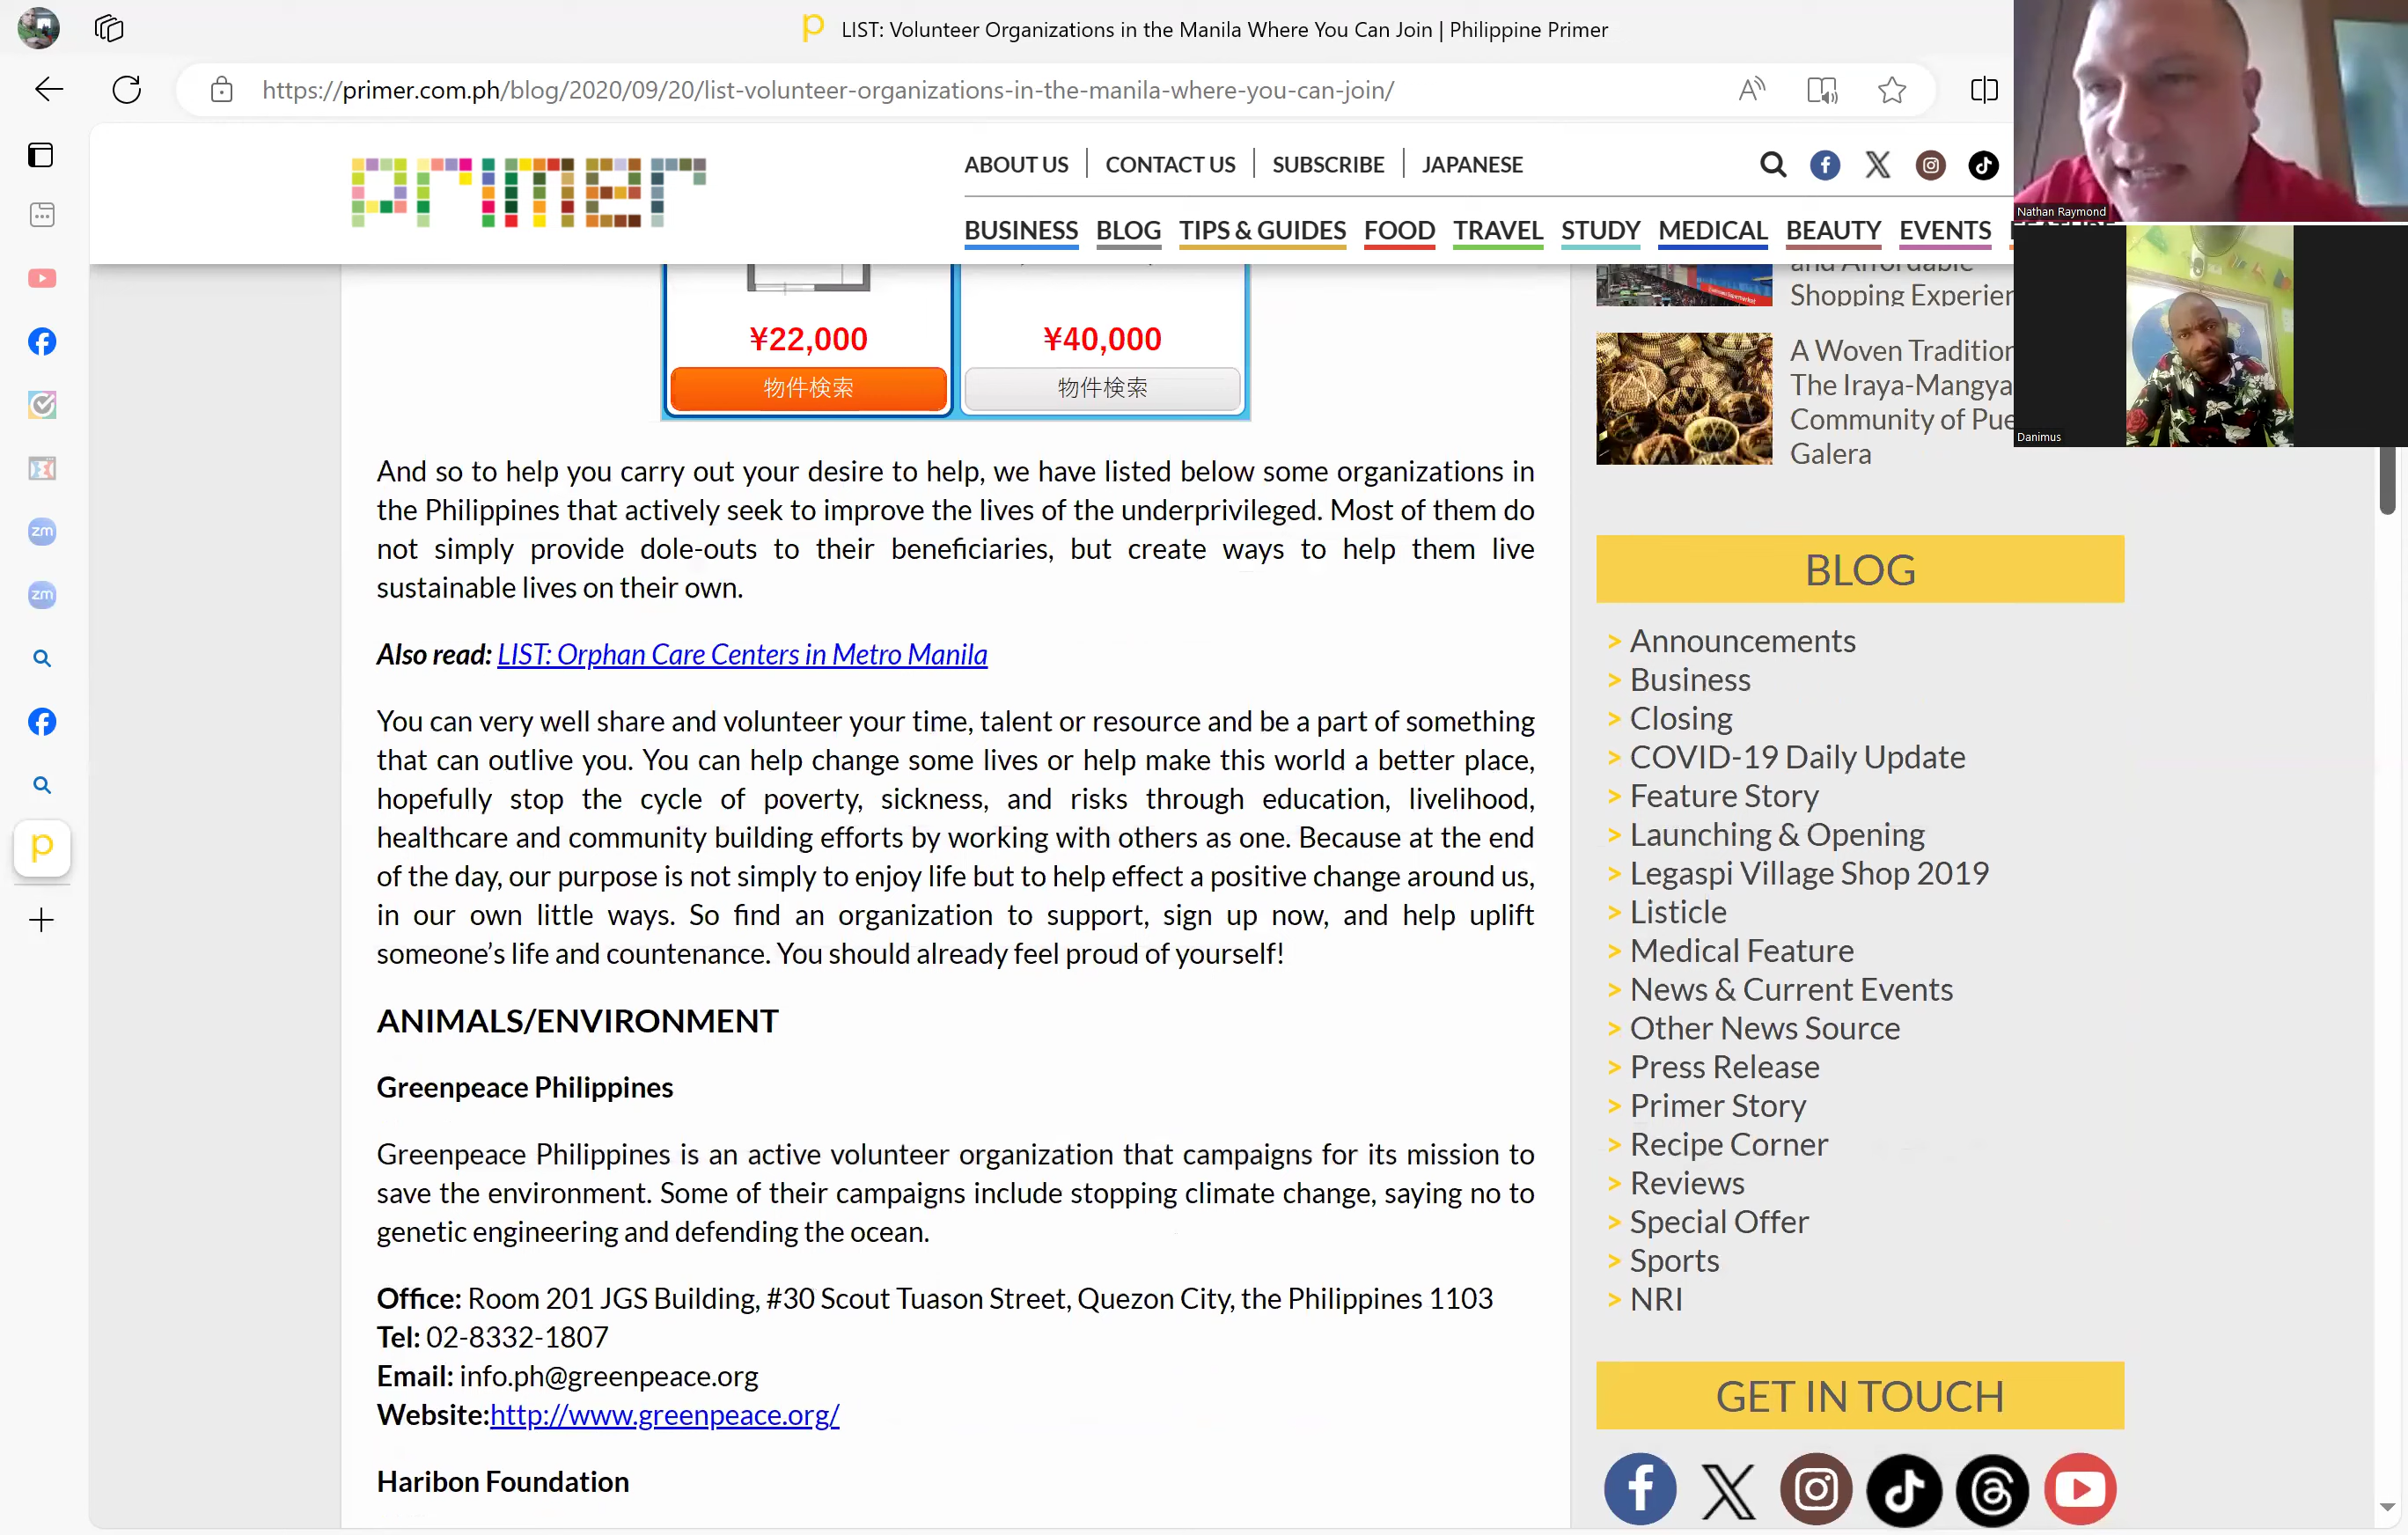 LIST: Volunteer Organizations in the Manila Where You Can Join | Philippine Primer
https://primer.com.ph/blog/2020/09/20/list-volunteer-organizations-in-the-manila-where-you-can-join/
primer
ABOUT US
CONTACT US
SUBSCRIBE
JAPANESE
BUSINESS
BLOG
TIPS & GUIDES
FOOD
TRAVEL
STUDY
MEDICAL
BEAUTY
EVENTS
Nathan Raymond
Danimus
zm
zm
¥22,000
物件検索
¥40,000
物件検索
And so to help you carry out your desire to help, we have listed below some organizations in
the Philippines that actively seek to improve the lives of the underprivileged. Most of them do
not simply provide dole-outs to their beneficiaries, but create ways to help them live
sustainable lives on their own.
Also read: LIST: Orphan Care Centers in Metro Manila
You can very well share and volunteer your time, talent or resource and be a part of something
that can outlive you. You can help change some lives or help make this world a better place,
hopefully stop the cycle of poverty, sickness, and risks through education, livelihood,
healthcare and community building efforts by working with others as one. Because at the end
of the day, our purpose is not simply to enjoy life but to help effect a positive change around us,
in our own little ways. So find an organization to support, sign up now, and help uplift
someone’s life and countenance. You should already feel proud of yourself!
ANIMALS/ENVIRONMENT
Greenpeace Philippines
Greenpeace Philippines is an active volunteer organization that campaigns for its mission to
save the environment. Some of their campaigns include stopping climate change, saying no to
genetic engineering and defending the ocean.
Office: Room 201 JGS Building, #30 Scout Tuason Street, Quezon City, the Philippines 1103
Tel: 02-8332-1807
Email: info.ph@greenpeace.org
Website:http://www.greenpeace.org/
Haribon Foundation
and Affordable
Shopping Experien
A Woven Tradition
The Iraya-Mangya
Community of Pue
Galera
BLOG
> Announcements
> Business
> Closing
> COVID-19 Daily Update
> Feature Story
> Launching & Opening
> Legaspi Village Shop 2019
> Listicle
> Medical Feature
> News & Current Events
> Other News Source
> Press Release
> Primer Story
> Recipe Corner
> Reviews
> Special Offer
> Sports
> NRI
GET IN TOUCH